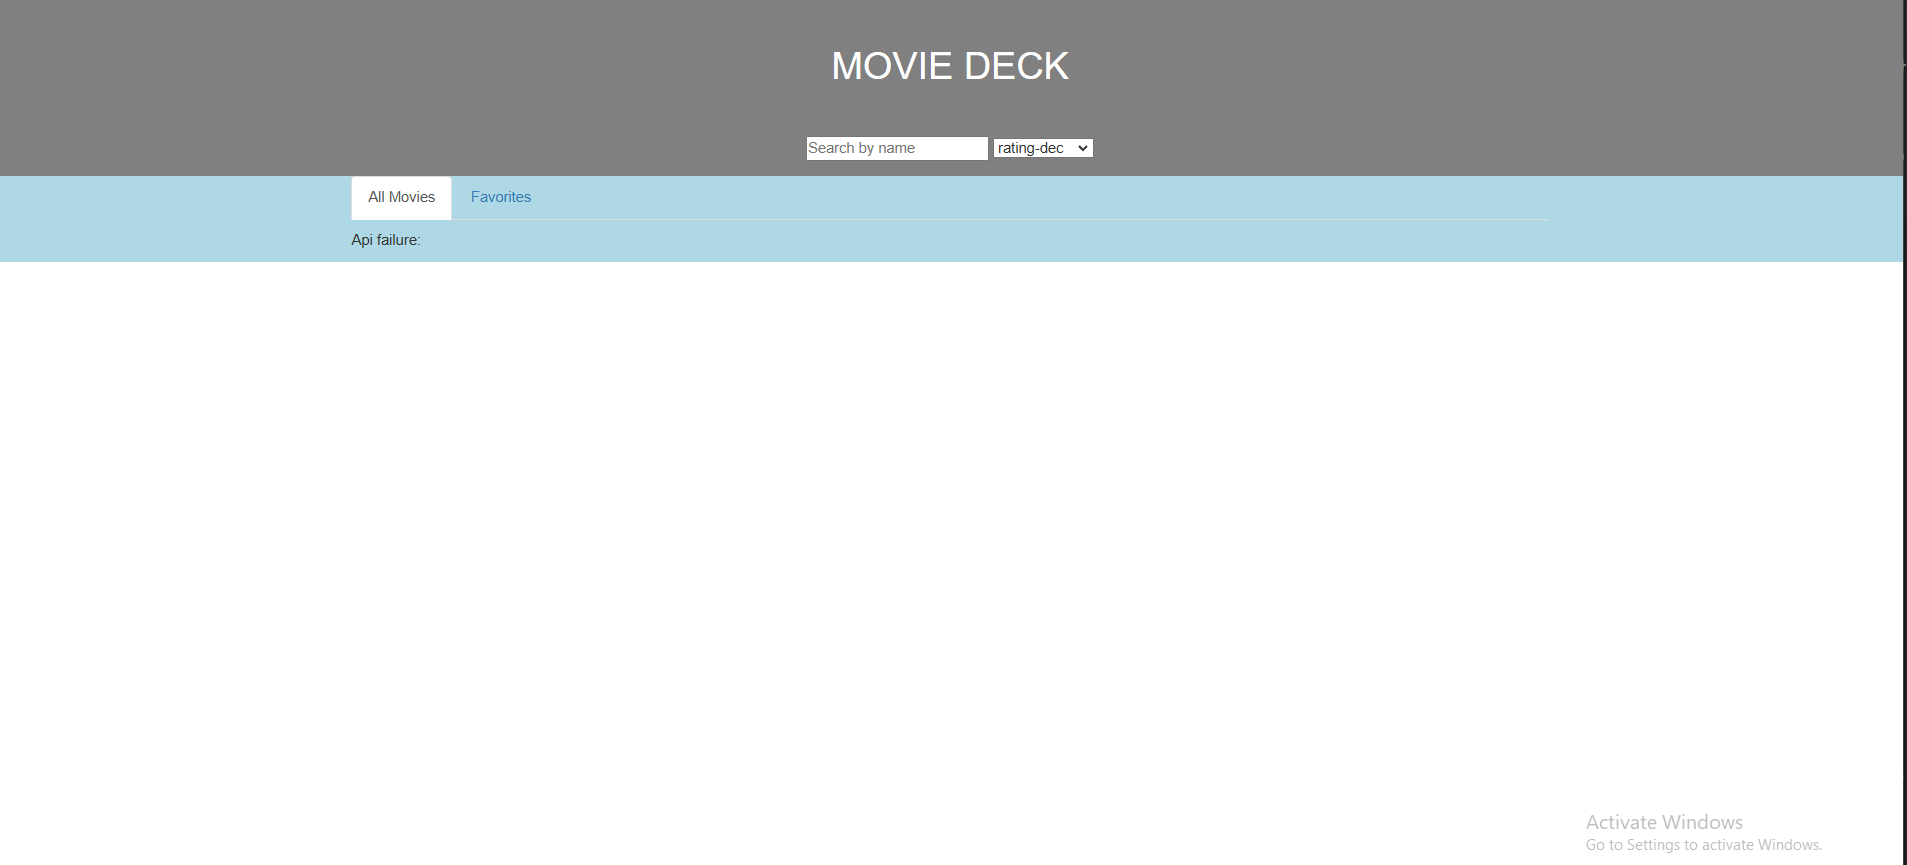 MOVIE DECK
Search by name rating-dec
All Movies Favorites
Api failure:
Activate Windows
Go to Settings to activate Windows.